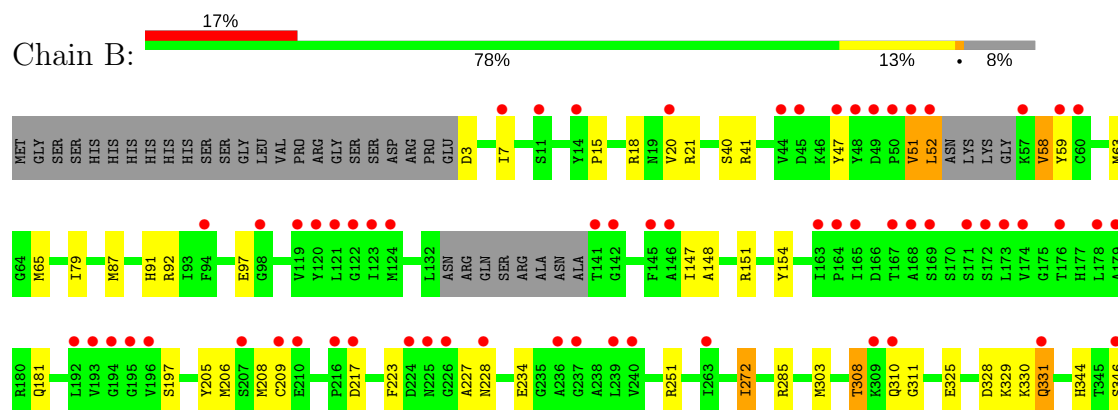 17%
Chain B:
78% 13% • 8%
MET GLY SER SER HIS HIS HIS HIS HIS HIS SER SER GLY LEU VAL PRO ARG GLY SER SER ASP ARG PRO GLU D3 I7 S11 Y14 P15 R18 N19 V20 R21 S40 R41 V44 D45 K46 Y47 Y48 D49 P50 V51 L52 ASN LYS LYS GLY K57 V58 Y59 C60 M63
G64 M65 I79 M87 H91 R92 I93 F94 E97 G98 V119 Y120 L121 G122 I123 M124 L132 ASN ARG GLN SER ARG ALA ASN ALA T141 G142 F145 A146 I147 A148 R151 Y154 I163 P164 I165 D166 T167 A168 S169 S170 S171 S172 L173 V174 G175 T176 H177 L178 A179
R180 Q181 L192 V193 G194 G195 V196 S197 Y205 M206 S207 M208 C209 E210 P216 D217 F223 D224 N225 G226 A227 N228 E234 G235 A236 G237 A238 L239 V240 R251 I263 I272 R285 M303 T308 K309 Q310 G311 E325 D328 K329 K330 Q331 H344 T345